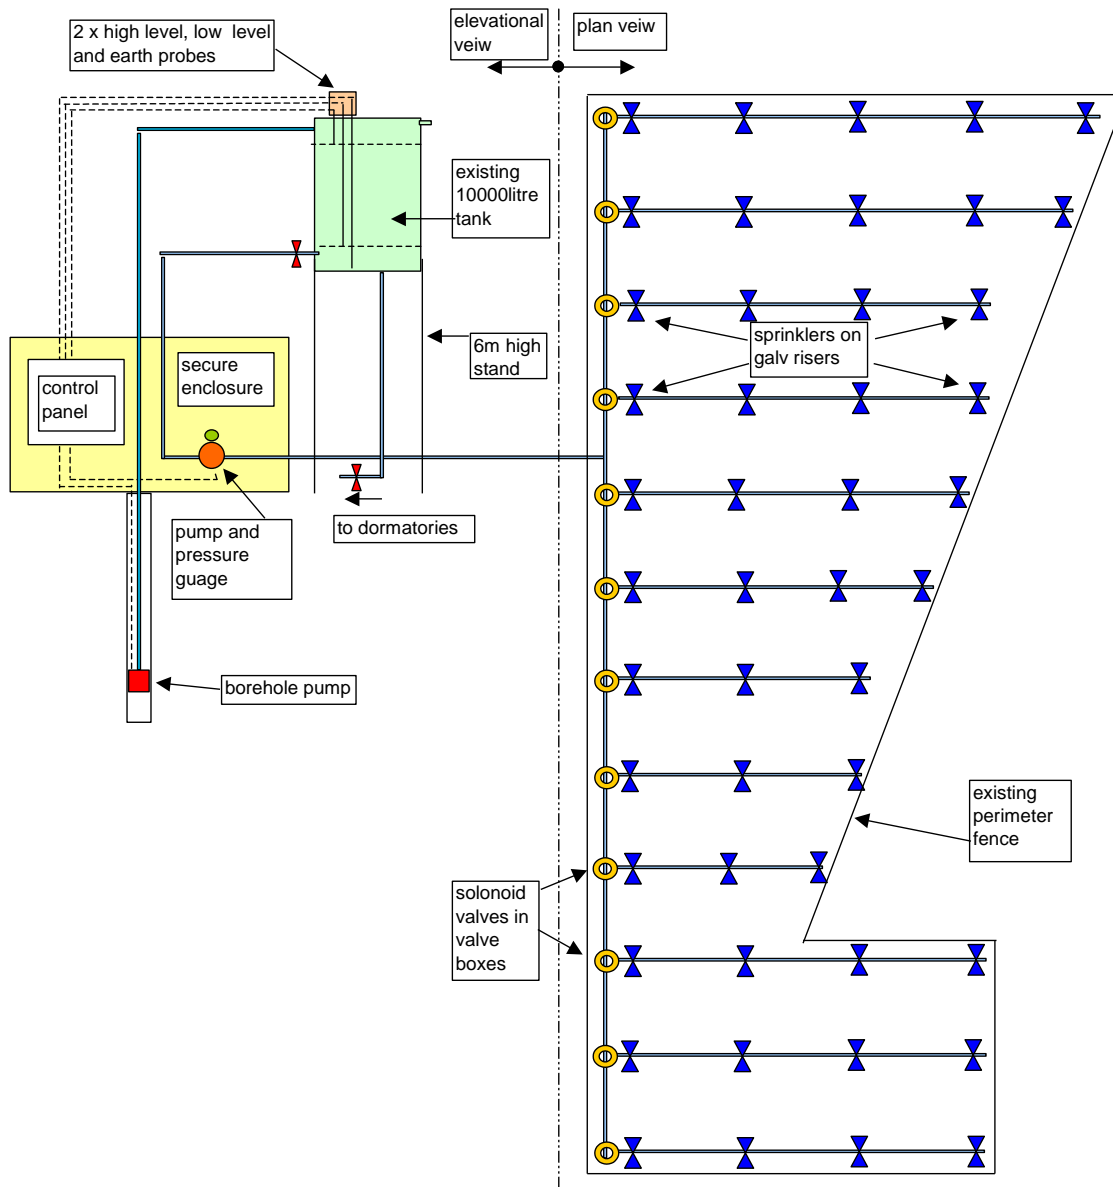 elevational
veiw
plan veiw
2 x high level, low level
and earth probes
existing
10000litre
tank
6m high
stand
secure
enclosure
control
panel
to dormatories
pump and
pressure
guage
borehole pump
sprinklers on
galv risers
existing
perimeter
fence
solonoid
valves in
valve
boxes